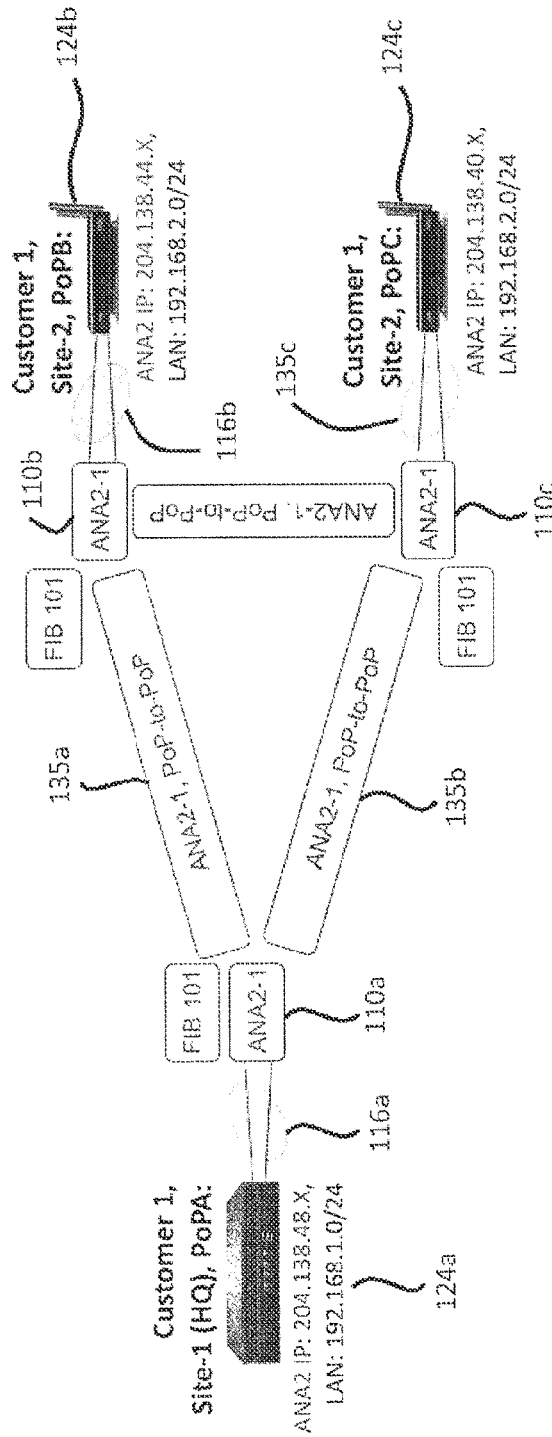 Customer 1,
Site-1 (HQ), PoPA:
ANA2 IP: 204.138.48.X,
LAN: 192.168.1.0/24
124a
116a
FIB 101
ANA2-1
110a
135a
ANA2-1, PoP-to-PoP
ANA2-1, PoP-to-PoP
135b
FIB 101
110b
ANA2-1
116b
Customer 1,
Site-2, PoPB:
ANA2 IP: 204.138.44.X,
LAN: 192.168.2.0/24
124b
ANA2-1, PoP-to-PoP
135c
ANA2-1
FIB 101
110c
Customer 1,
Site-2, PoPC:
ANA2 IP: 204.138.40.X,
LAN: 192.168.2.0/24
124c